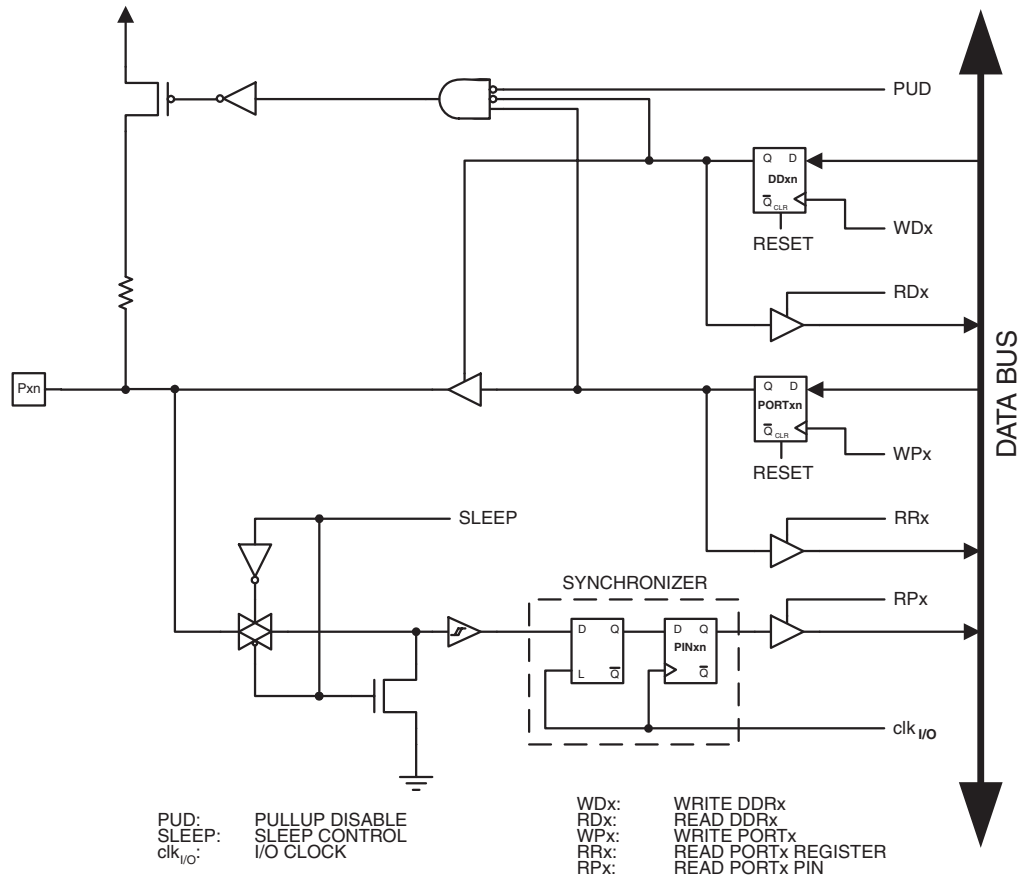 PUD
Q D
DDxn
Q CLR
WDx
RESET
RDx
Pxn
Q D
PORTxn
Q CLR
WPx
RESET
DATA BUS
SLEEP
RRx
SYNCHRONIZER
RPx
D Q
L Q
D Q
PINxn
Q
clk I/O
PUD: PULLUP DISABLE
SLEEP: SLEEP CONTROL
clk I/O: I/O CLOCK
WDx: WRITE DDRx
RDx: READ DDRx
WPx: WRITE PORTx
RRx: READ PORTx REGISTER
RPx: READ PORTx PIN